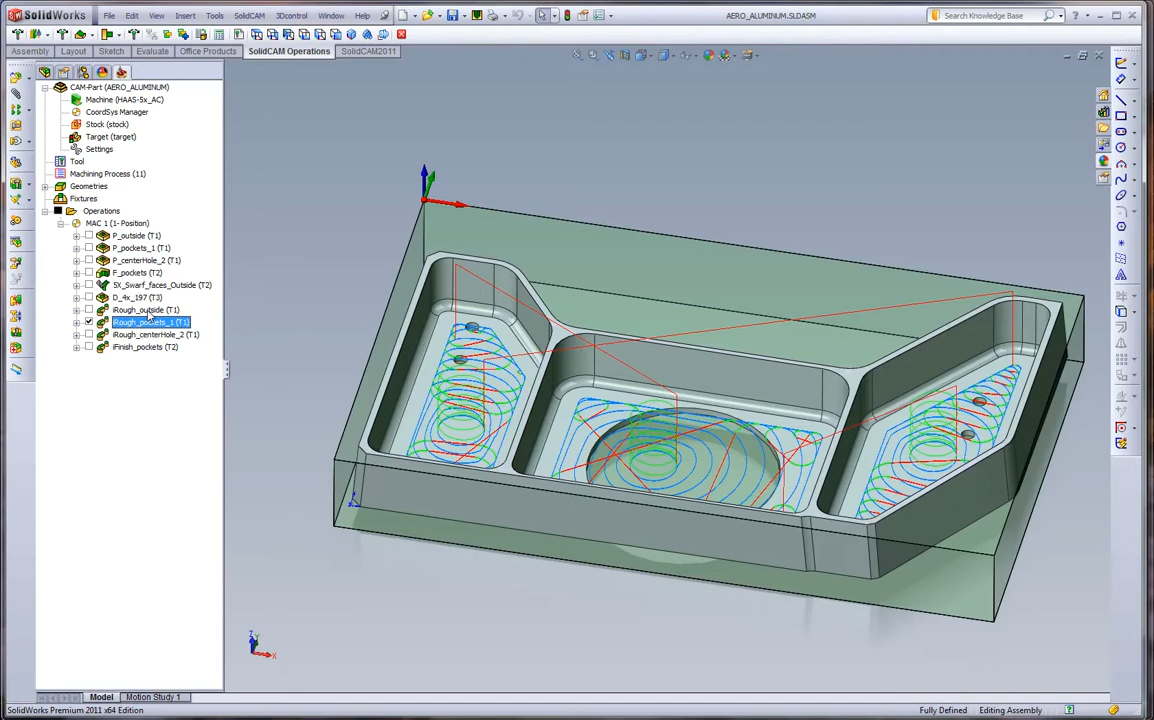 SolidWorks
File Edit View Insert Tools SolidCAM 3Dcontrol Window Help
AERO_ALUMINUM.SLDASM
Search Knowledge Base
Assembly Layout Sketch Evaluate Office Products SolidCAM Operations SolidCAM2011
CAM-Part (AERO_ALUMINUM)
Machine (HAAS-5x_AC)
CoordSys Manager
Stock (stock)
Target (target)
Settings
Tool
Machining Process (11)
Geometries
Fixtures
Operations
MAC 1 (1- Position)
P_outside (T1)
P_pockets_1 (T1)
P_centerHole_2 (T1)
F_pockets (T2)
5X_Swarf_faces_Outside (T2)
D_4x_197 (T3)
iRough_outside (T1)
iRough_pockets_1 (T1)
iRough_centerHole_2 (T1)
iFinish_pockets (T2)
Z
Y
X
Model Motion Study 1
SolidWorks Premium 2011 x64 Edition
Fully Defined Editing Assembly